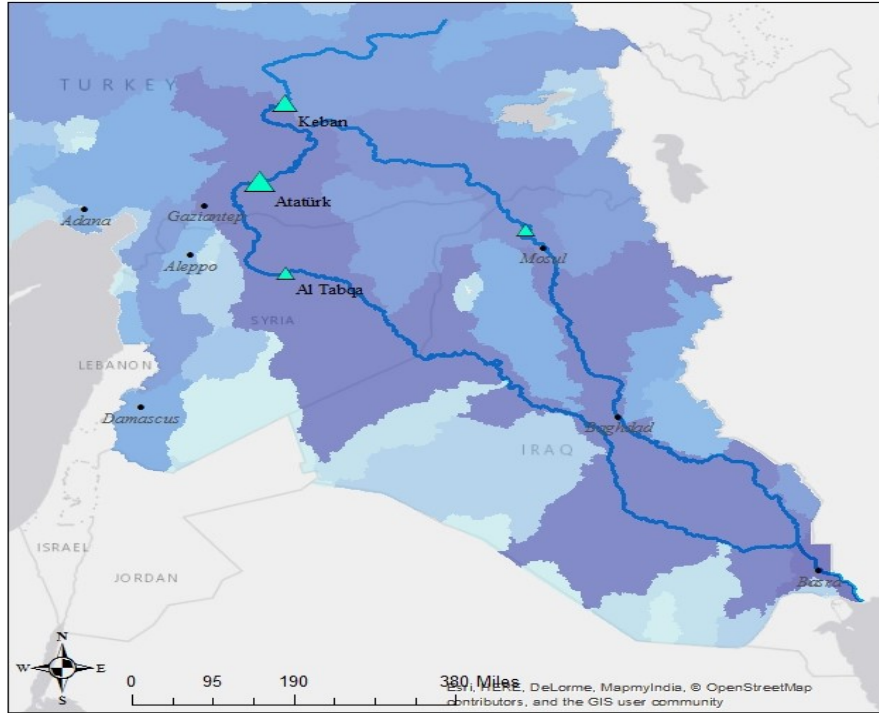 TURKEY
Keban
Atatürk
Adana
Gaziantep
Aleppo
Mosul
Al Tabqa
SYRIA
LEBANON
Damascus
Baghdad
IRAQ
ISRAEL
JORDAN
Basra
N
W E
S
0 95 190 380 Miles
Esri, HERE, DeLorme, MapmyIndia, © OpenStreetMap
contributors, and the GIS user community